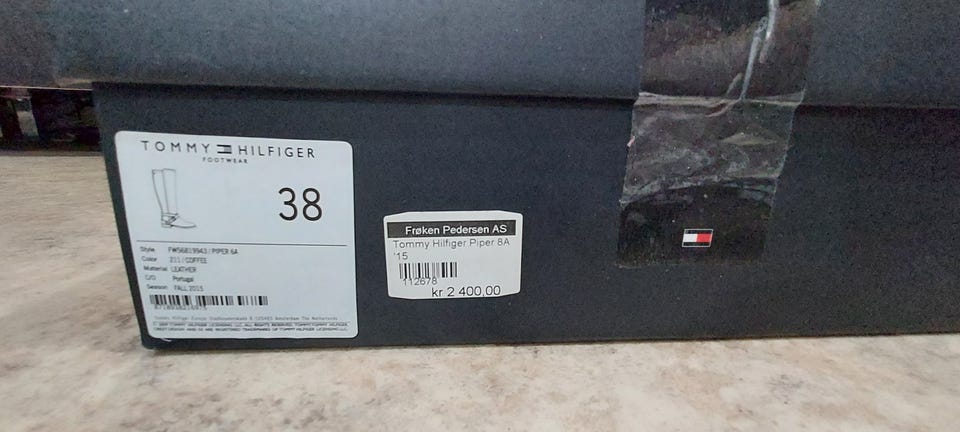 TOMMY HILFIGER
FOOTWEAR
38
Style FW56819943 / PIPER 6A
Color 211 / COFFEE
Material LEATHER
C/O Portugal
Season FALL 2015
Frøken Pedersen AS
Tommy Hilfiger Piper 8A
'15
112678
kr 2 400,00